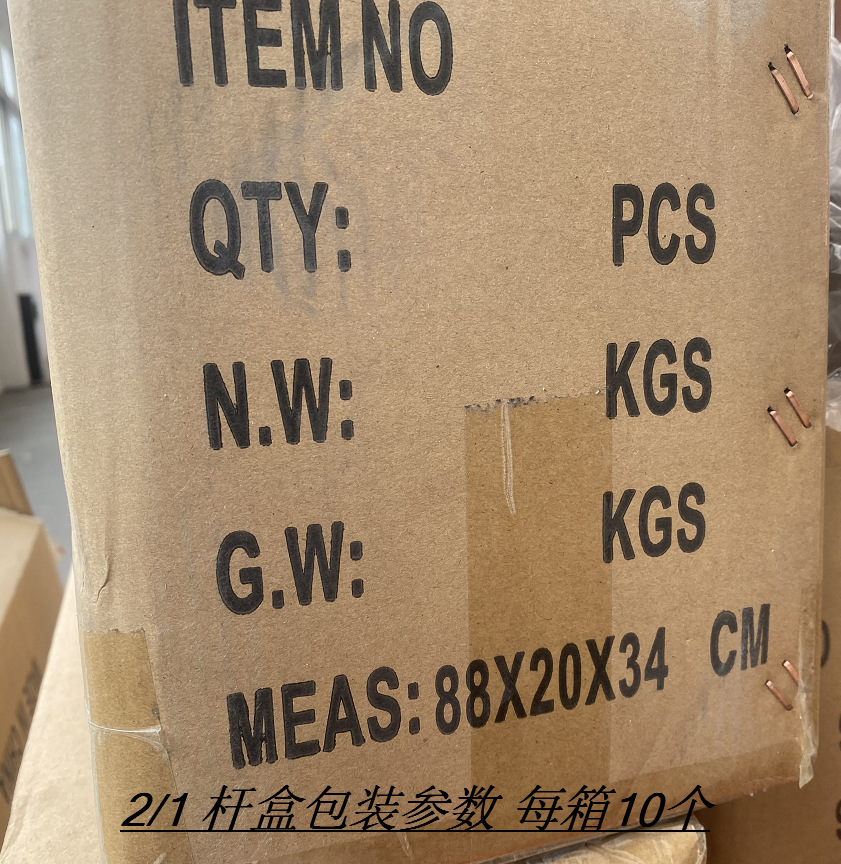 ITEM NO
QTY: PCS
N.W: KGS
G.W: KGS
MEAS: 88X20X34 CM
2/1 杆盒包装参数 每箱10个